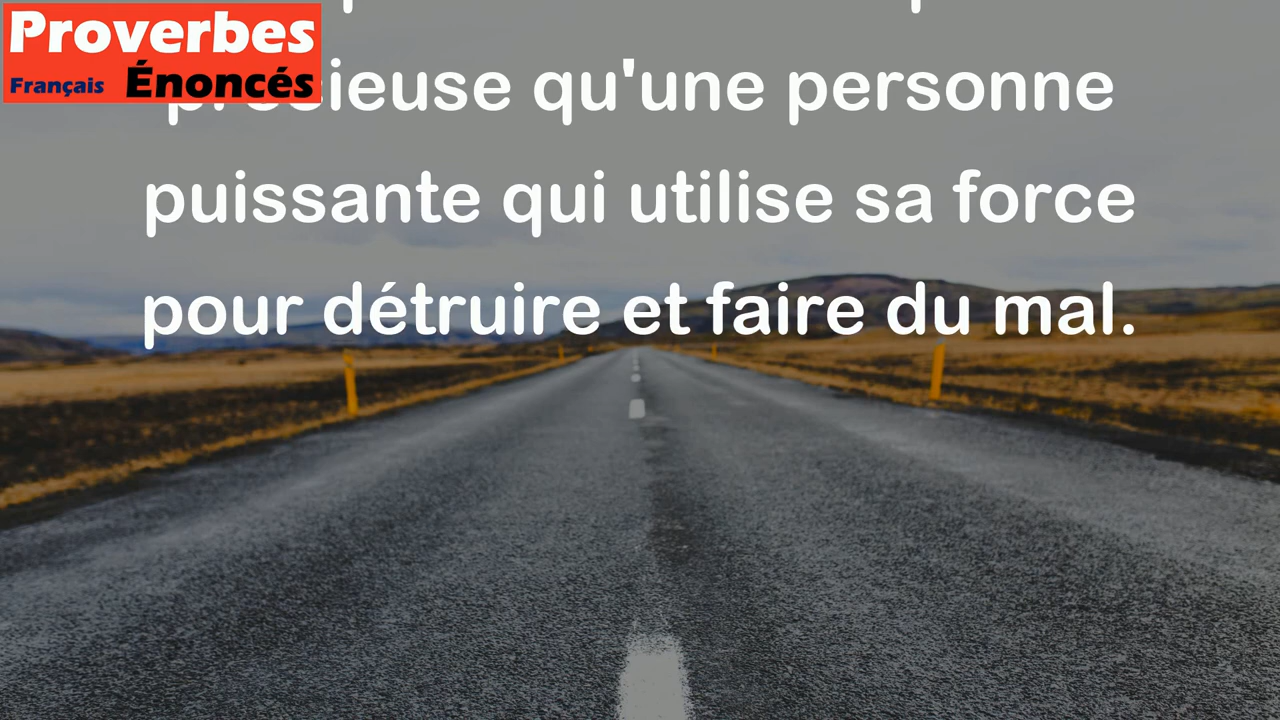 Proverbes
Français Énoncés
qu'une personne
puissante qui utilise sa force
pour détruire et faire du mal.